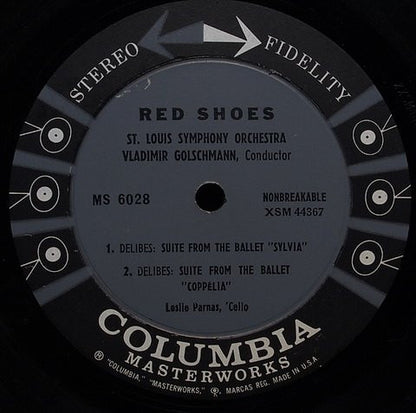 STEREO FIDELITY
RED SHOES
ST. LOUIS SYMPHONY ORCHESTRA
VLADIMIR GOLSCHMANN, Conductor
MS 6028
NONBREAKABLE
XSM 44367
1. DELIBES: SUITE FROM THE BALLET "SYLVIA"
2. DELIBES: SUITE FROM THE BALLET
"COPPÉLIA"
Leslie Parnas, 'Cello
COLUMBIA
MASTERWORKS
® "COLUMBIA," "MASTERWORKS," MARCAS REG. MADE IN U.S.A.